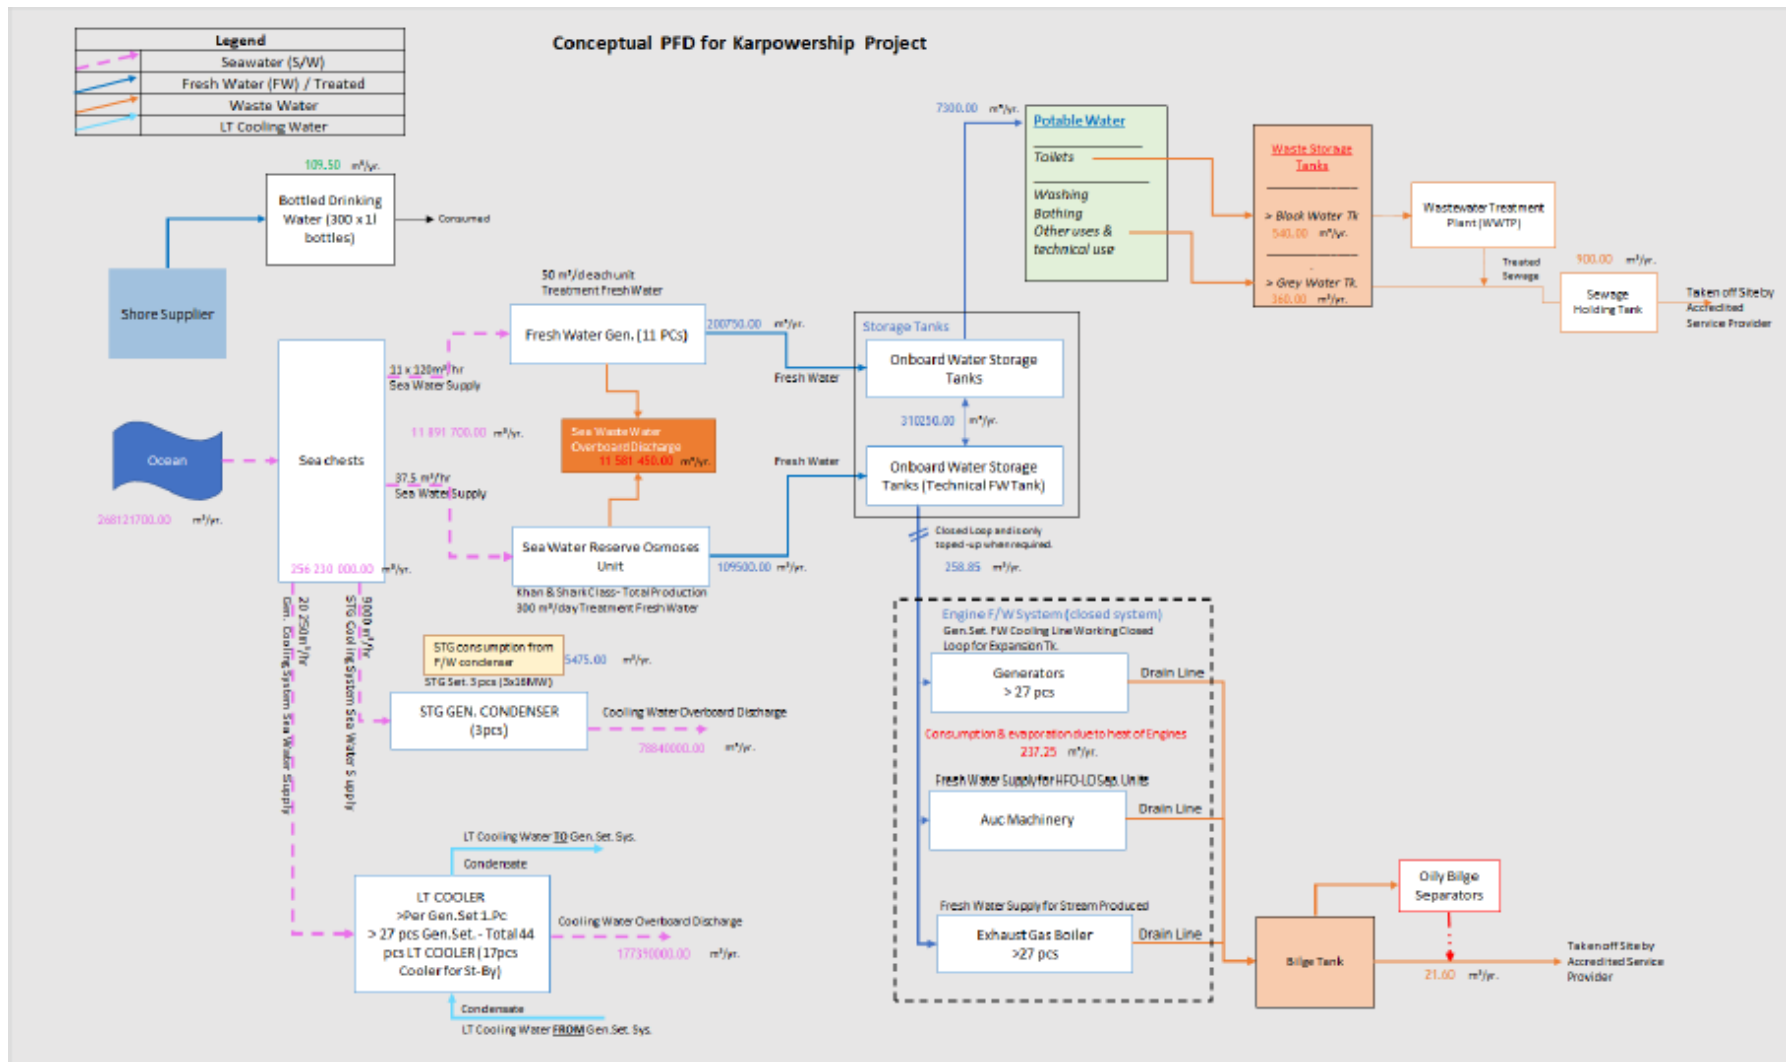 Conceptual PFD for Karpowership Project
Legend
Seawater (S/W)
Fresh Water (FW) / Treated
Waste Water
LT Cooling Water
109.50 m³/yr.
Bottled Drinking
Water (300 x 1l
bottles)
Consumed
Shore Supplier
Ocean
268121700.00 m³/yr.
Sea chests
256 230 000.00 m³/yr.
11 x 120m³/hr
Sea Water Supply
11 891 700.00 m³/yr.
37.5 m³/hr
Sea Water Supply
20 250m³/hr
Gen. Cooling System Sea Water Supply
9000 m³/hr
STG Cooling System Sea Water Supply
50 m³/d each unit
Treatment Fresh Water
Fresh Water Gen. (11 PCs)
200750.00 m³/yr.
Fresh Water
Sea Waste Water
Overboard Discharge
11 581 450.00 m³/yr.
Sea Water Reserve Osmoses
Unit
109500.00 m³/yr.
Fresh Water
Khan & Shark Class- Total Production
300 m³/day Treatment Fresh Water
STG consumption from
F/W condenser
5475.00 m³/yr.
STG Set. 3 pcs (3x16MW)
STG GEN. CONDENSER
(3pcs)
Cooling Water Overboard Discharge
78840000.00 m³/yr.
LT Cooling Water TO Gen.Set. Sys.
Condensate
LT COOLER
>Per Gen.Set 1.Pc
> 27 pcs Gen.Set. - Total 44
pcs LT COOLER (17pcs
Cooler for St-By)
Cooling Water Overboard Discharge
177390000.00 m³/yr.
Condensate
LT Cooling Water FROM Gen.Set. Sys.
Storage Tanks
Onboard Water Storage
Tanks
310250.00 m³/yr.
Onboard Water Storage
Tanks (Technical FW Tank)
Closed Loop and is only
toped -up when required.
258.85 m³/yr.
7300.00 m³/yr.
Potable Water
Toilets
Washing
Bathing
Other uses &
technical use
Waste Storage
Tanks
> Black Water Tk
540.00 m³/yr.
> Grey Water Tk.
360.00 m³/yr.
Wastewater Treatment
Plant (WWTP)
Treated
Sewage
900.00 m³/yr.
Sewage
Holding Tank
Taken off Site by
Accredited
Service Provider
Engine F/W System (closed system)
Gen.Set. FW Cooling Line Working Closed
Loop for Expansion Tk.
Generators
> 27 pcs
Drain Line
Consumption & evaporation due to heat of Engines
237.25 m³/yr.
Fresh Water Supply for HFO-LO Sep. Units
Auc Machinery
Drain Line
Fresh Water Supply for Stream Produced
Exhaust Gas Boiler
>27 pcs
Drain Line
Bilge Tank
Oily Bilge
Separators
21.60 m³/yr.
Taken off Site by
Accredited Service
Provider